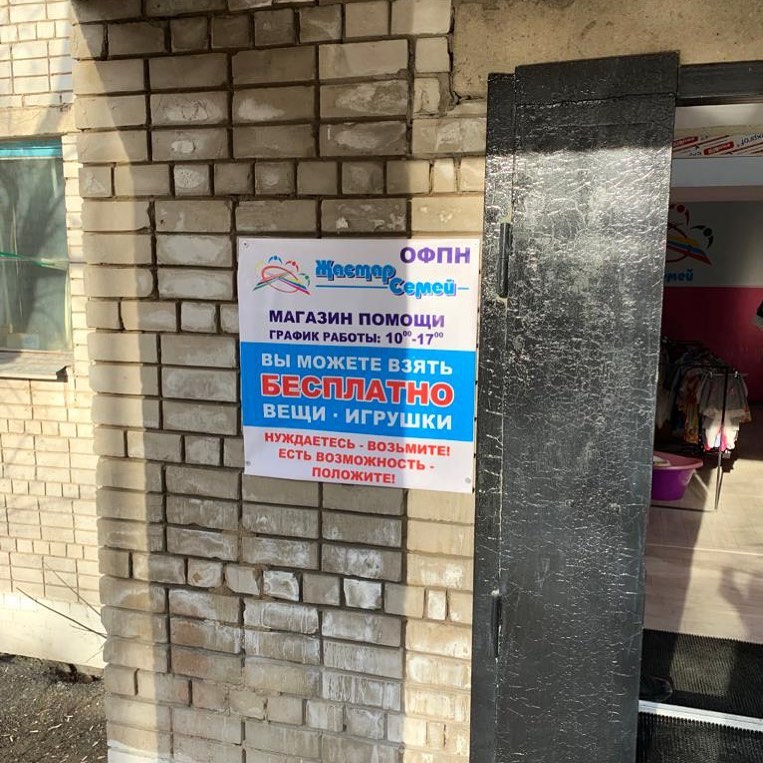 ОФПН
Жастар
Семей
МАГАЗИН ПОМОЩИ
ГРАФИК РАБОТЫ: 10⁰⁰-17⁰⁰
ВЫ МОЖЕТЕ ВЗЯТЬ
БЕСПЛАТНО
ВЕЩИ · ИГРУШКИ
НУЖДАЕТЕСЬ - ВОЗЬМИТЕ!
ЕСТЬ ВОЗМОЖНОСТЬ -
ПОЛОЖИТЕ!